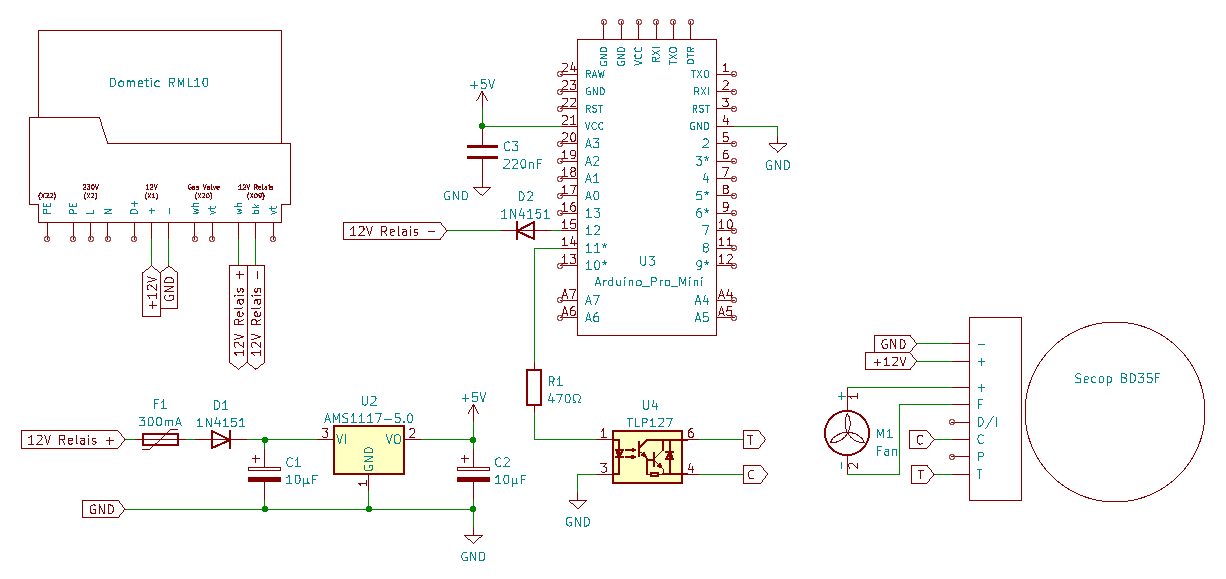 Dometic RML10
(X22)
230V
(X2)
12V
(X1)
Gas Valve
(X20)
12V Relais
(X09)
PE
PE
L
N
D+
+
-
wh
vt
wh
bk
vt
+12V
GND
12V Relais +
12V Relais -
+5V
C3
220nF
GND
12V Relais -
D2
1N4151
GND
GND
VCC
RXI
TXO
DTR
24 RAW
23 GND
22 RST
21 VCC
20 A3
19 A2
18 A1
17 A0
16 13
15 12
14 11*
13 10*
A7 A7
A6 A6
TXO 1
RXI 2
RST 3
GND 4
2 5
3* 6
4 7
5* 8
6* 9
7 10
8 11
9* 12
A4 A4
A5 A5
U3
Arduino_Pro_Mini
GND
R1
470Ω
12V Relais +
F1
300mA
D1
1N4151
+
C1
10µF
U2
AMS1117-5.0
3 VI
VO 2
GND
1
+5V
+
C2
10µF
GND
GND
U4
TLP127
1
3
6
4
GND
T
C
GND
+12V
+
1
M1
Fan
-
2
C
T
-
+
+
F
D/I
C
P
T
Secop BD35F